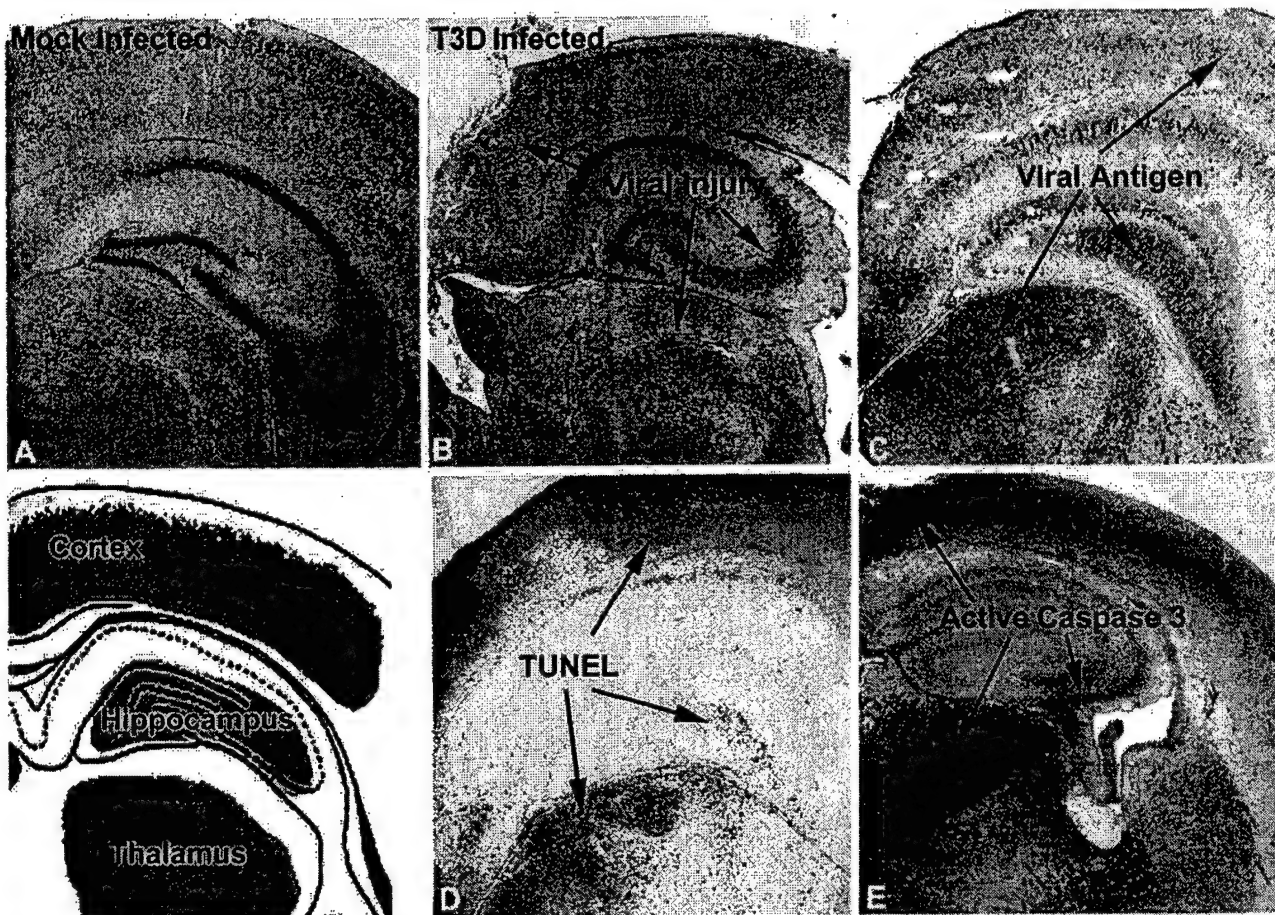 Mock Infected
T3D Infected
Viral Injury
VIral Antigen
A
B
C
Cortex
Hippocampus
Thalamus
TUNEL
Active Caspase 3
D
E